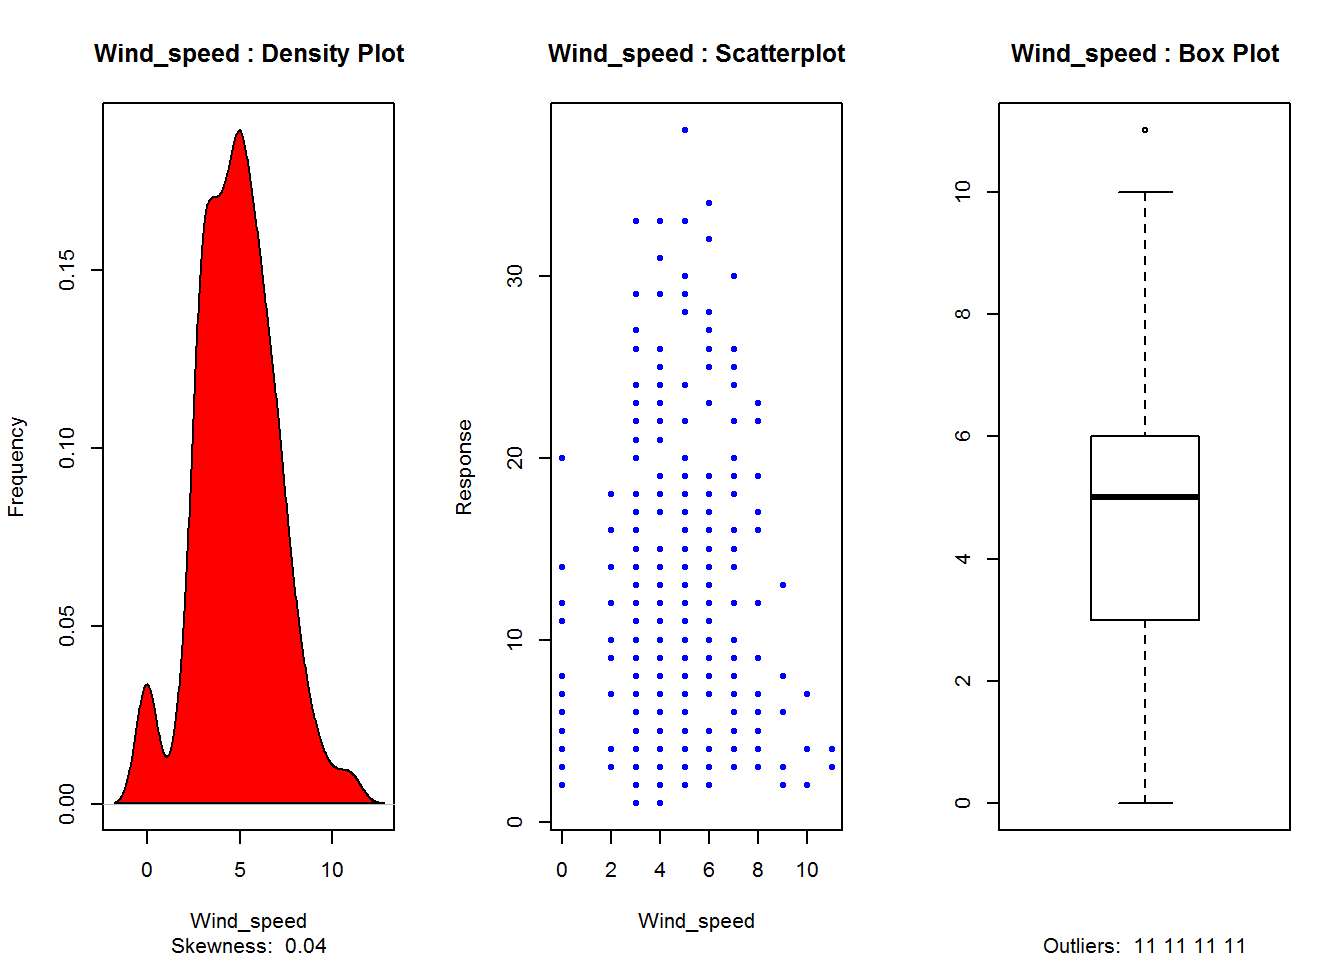 Wind_speed : Density Plot
Frequency
0.00 0.05 0.10 0.15
0 5 10
Wind_speed
Skewness:  0.04
Wind_speed : Scatterplot
Response
0 10 20 30
0 2 4 6 8 10
Wind_speed
Wind_speed : Box Plot
0 2 4 6 8 10
Outliers:  11 11 11 11